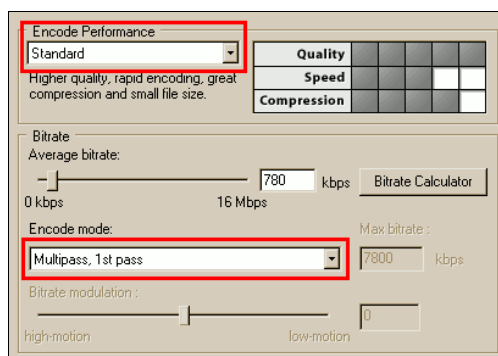 Encode Performance
Standard
Higher quality, rapid encoding, great
compression and small file size.
Quality
Speed
Compression
Bitrate
Average bitrate:
780 kbps
Bitrate Calculator
0 kbps 16 Mbps
Encode mode:
Max bitrate :
Multipass, 1st pass
7800 kbps
Bitrate modulation :
0
high-motion low-motion